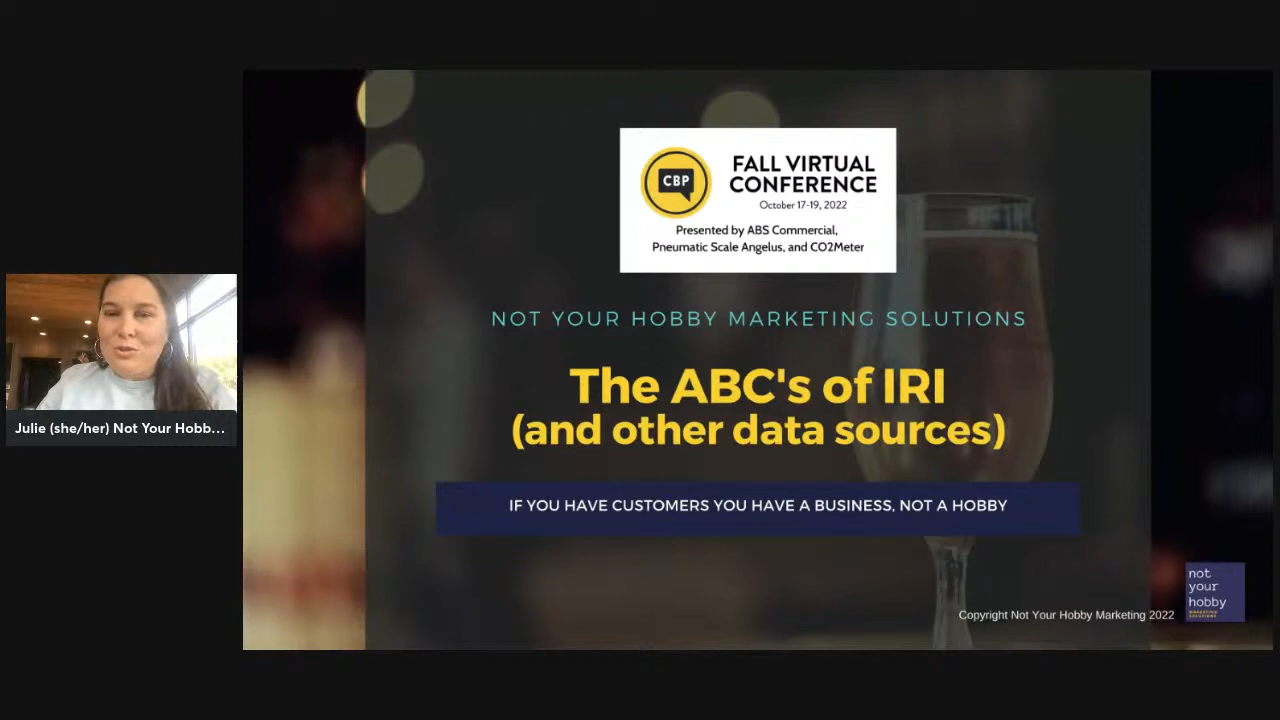 CBP
FALL VIRTUAL
CONFERENCE
October 17-19, 2022
Presented by ABS Commercial,
Pneumatic Scale Angelus, and CO2Meter
NOT YOUR HOBBY MARKETING SOLUTIONS
The ABC's of IRI
(and other data sources)
IF YOU HAVE CUSTOMERS YOU HAVE A BUSINESS, NOT A HOBBY
Julie (she/her) Not Your Hobb...
not
your
hobby
MARKETING
SOLUTIONS
Copyright Not Your Hobby Marketing 2022